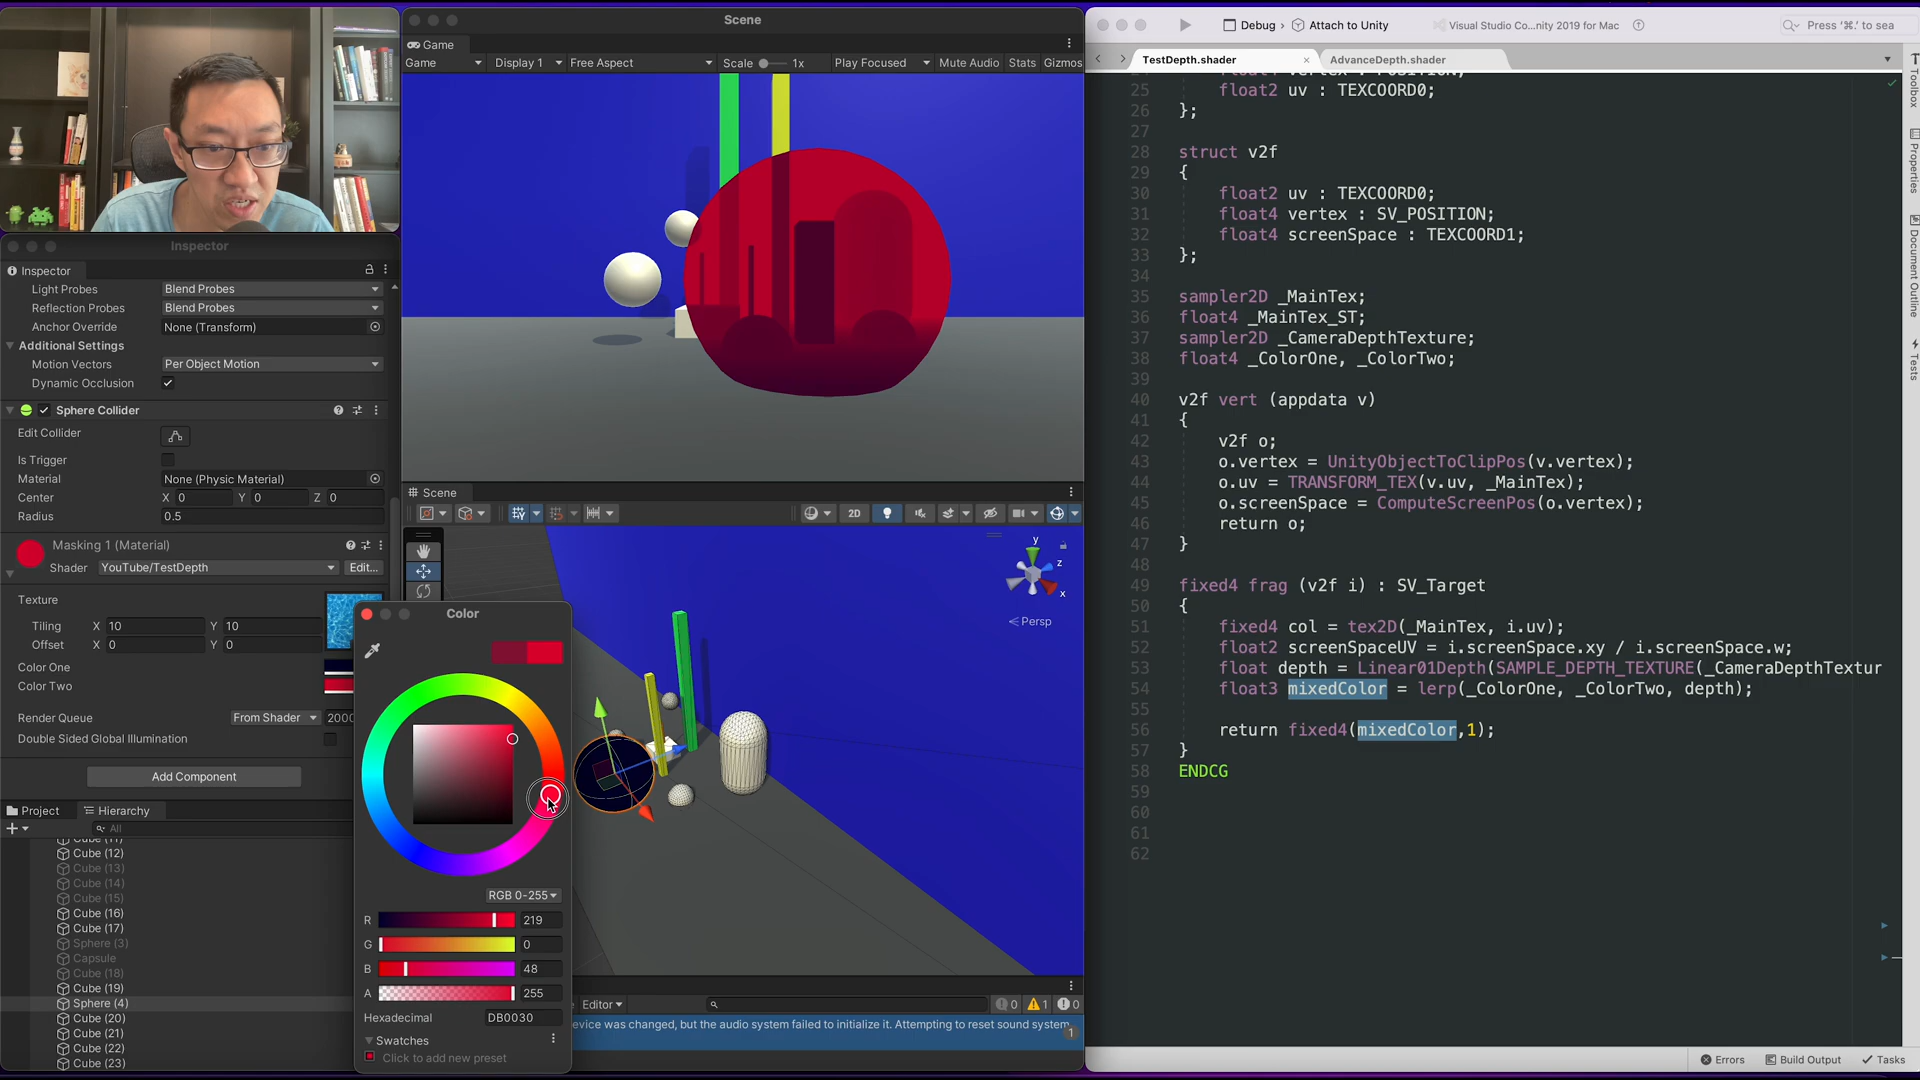 Scene
Game
Game
Display 1
Free Aspect
Scale
1x
Play Focused
Mute Audio
Stats
Gizmos
Inspector
Inspector
Light Probes
Blend Probes
Reflection Probes
Blend Probes
Anchor Override
None (Transform)
Additional Settings
Motion Vectors
Per Object Motion
Dynamic Occlusion
Sphere Collider
Edit Collider
Is Trigger
Material
None (Physic Material)
Center
X 0
Y 0
Z 0
Radius
0.5
Masking 1 (Material)
Shader
YouTube/TestDepth
Edit...
Texture
Tiling
X 10
Y 10
Offset
X 0
Y 0
Color One
Color Two
Render Queue
From Shader
2000
Double Sided Global Illumination
Add Component
Project
Hierarchy
All
Cube (11)
Cube (12)
Cube (13)
Cube (14)
Cube (15)
Cube (16)
Cube (17)
Sphere (3)
Capsule
Cube (18)
Cube (19)
Sphere (4)
Cube (20)
Cube (21)
Cube (22)
Cube (23)
Scene
2D
y
z
x
Persp
Color
RGB 0-255
R 219
G 0
B 48
A 255
Hexadecimal
DB0030
Swatches
Click to add new preset
Editor
0
1
0
evice was changed, but the audio system failed to initialize it. Attempting to reset sound system.
1
Debug
Attach to Unity
Visual Studio Co...nity 2019 for Mac
Press '⌘.' to sea
TestDepth.shader
AdvanceDepth.shader
25 float2 uv : TEXCOORD0;
26 };
27
28 struct v2f
29 {
30 float2 uv : TEXCOORD0;
31 float4 vertex : SV_POSITION;
32 float4 screenSpace : TEXCOORD1;
33 };
34
35 sampler2D _MainTex;
36 float4 _MainTex_ST;
37 sampler2D _CameraDepthTexture;
38 float4 _ColorOne, _ColorTwo;
39
40 v2f vert (appdata v)
41 {
42 v2f o;
43 o.vertex = UnityObjectToClipPos(v.vertex);
44 o.uv = TRANSFORM_TEX(v.uv, _MainTex);
45 o.screenSpace = ComputeScreenPos(o.vertex);
46 return o;
47 }
48
49 fixed4 frag (v2f i) : SV_Target
50 {
51 fixed4 col = tex2D(_MainTex, i.uv);
52 float2 screenSpaceUV = i.screenSpace.xy / i.screenSpace.w;
53 float depth = Linear01Depth(SAMPLE_DEPTH_TEXTURE(_CameraDepthTextur
54 float3 mixedColor = lerp(_ColorOne, _ColorTwo, depth);
55
56 return fixed4(mixedColor,1);
57 }
58 ENDCG
59
60
61
62
Toolbox
Properties
Document Outline
Tests
Errors
Build Output
Tasks